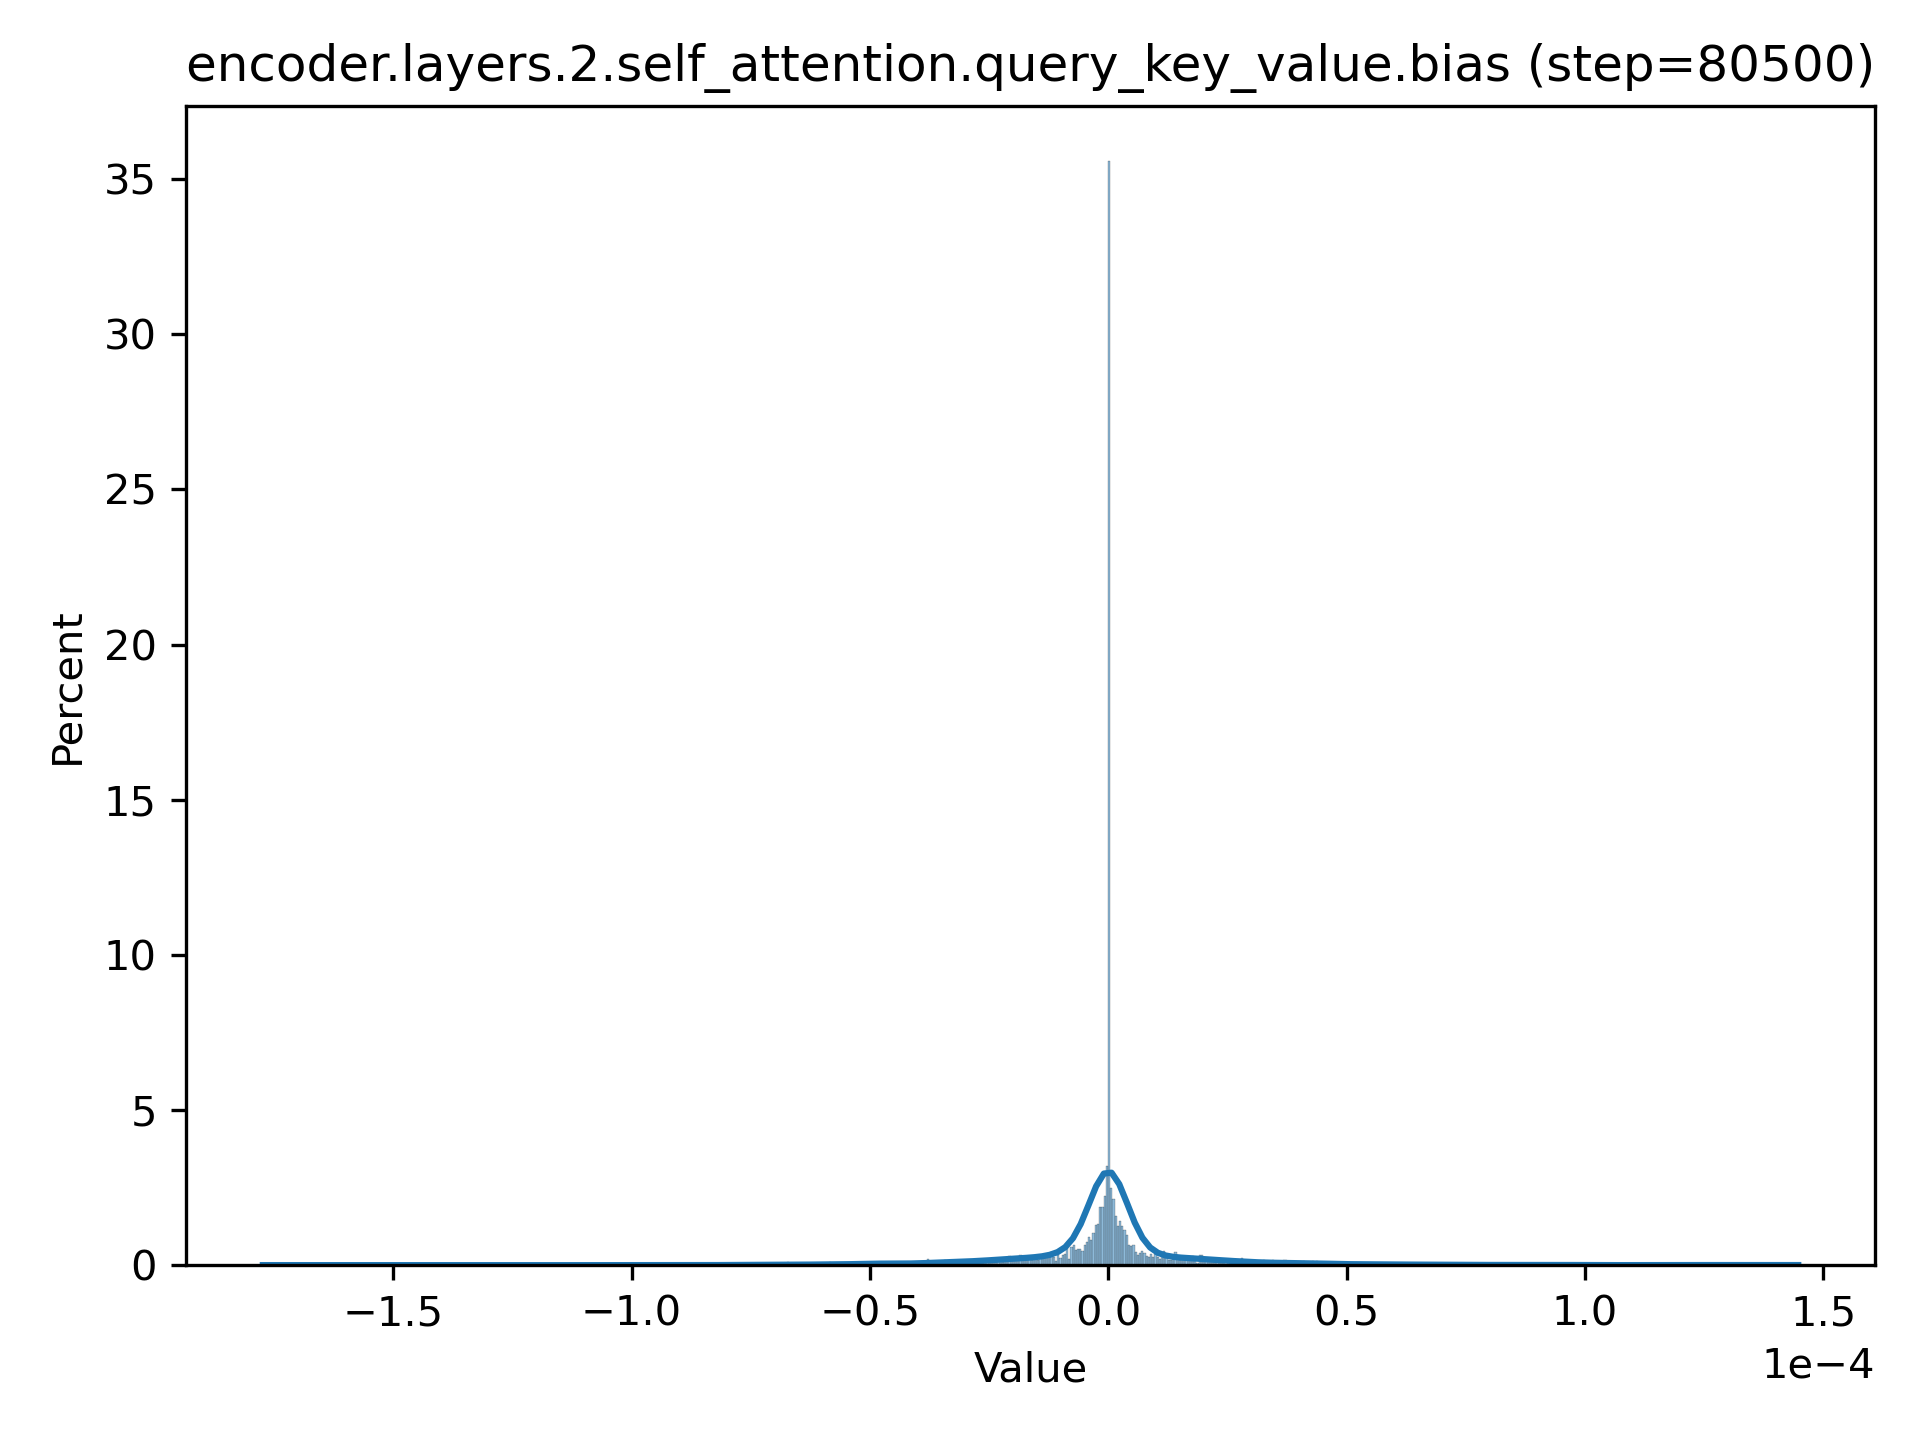 encoder.layers.2.self_attention.query_key_value.bias (step=80500)
35
30
25
20
15
10
5
0
Percent
−1.5 −1.0 −0.5 0.0 0.5 1.0 1.5
Value
1e−4